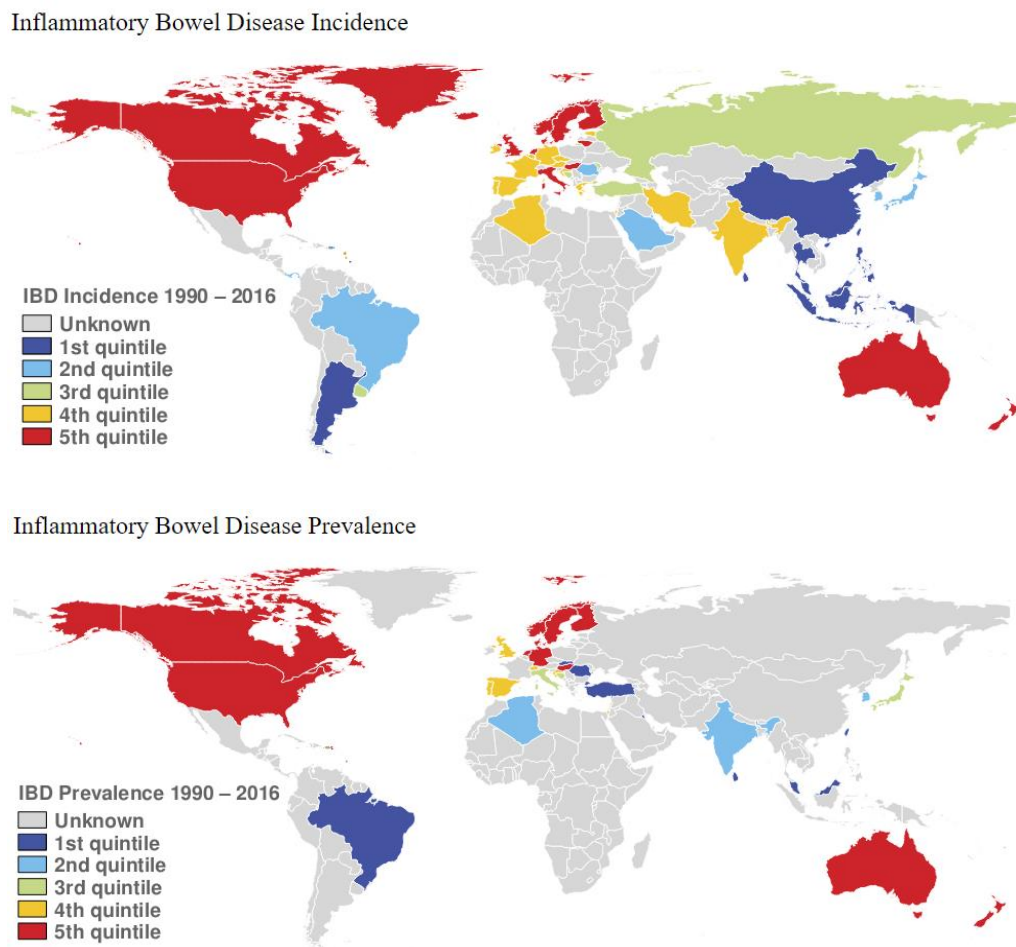 Inflammatory Bowel Disease Incidence
IBD Incidence 1990 – 2016
Unknown
1st quintile
2nd quintile
3rd quintile
4th quintile
5th quintile
Inflammatory Bowel Disease Prevalence
IBD Prevalence 1990 – 2016
Unknown
1st quintile
2nd quintile
3rd quintile
4th quintile
5th quintile